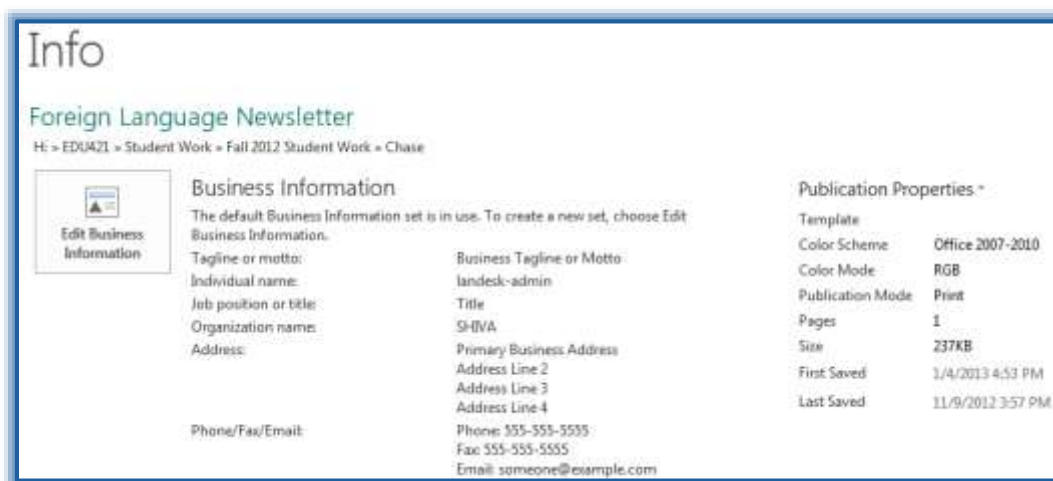 Info
Foreign Language Newsletter
H: » EDU421 » Student Work » Fall 2012 Student Work » Chase
Edit Business
Information
Business Information
The default Business Information set is in use. To create a new set, choose Edit
Business Information.
Tagline or motto: Business Tagline or Motto
Individual name: landesk-admin
Job position or title: Title
Organization name: SHIVA
Address: Primary Business Address
Address Line 2
Address Line 3
Address Line 4
Phone/Fax/Email: Phone: 555-555-5555
Fax: 555-555-5555
Email: someone@example.com
Publication Properties
Template
Color Scheme Office 2007-2010
Color Mode RGB
Publication Mode Print
Pages 1
Size 237KB
First Saved 1/4/2013 4:53 PM
Last Saved 11/9/2012 3:57 PM